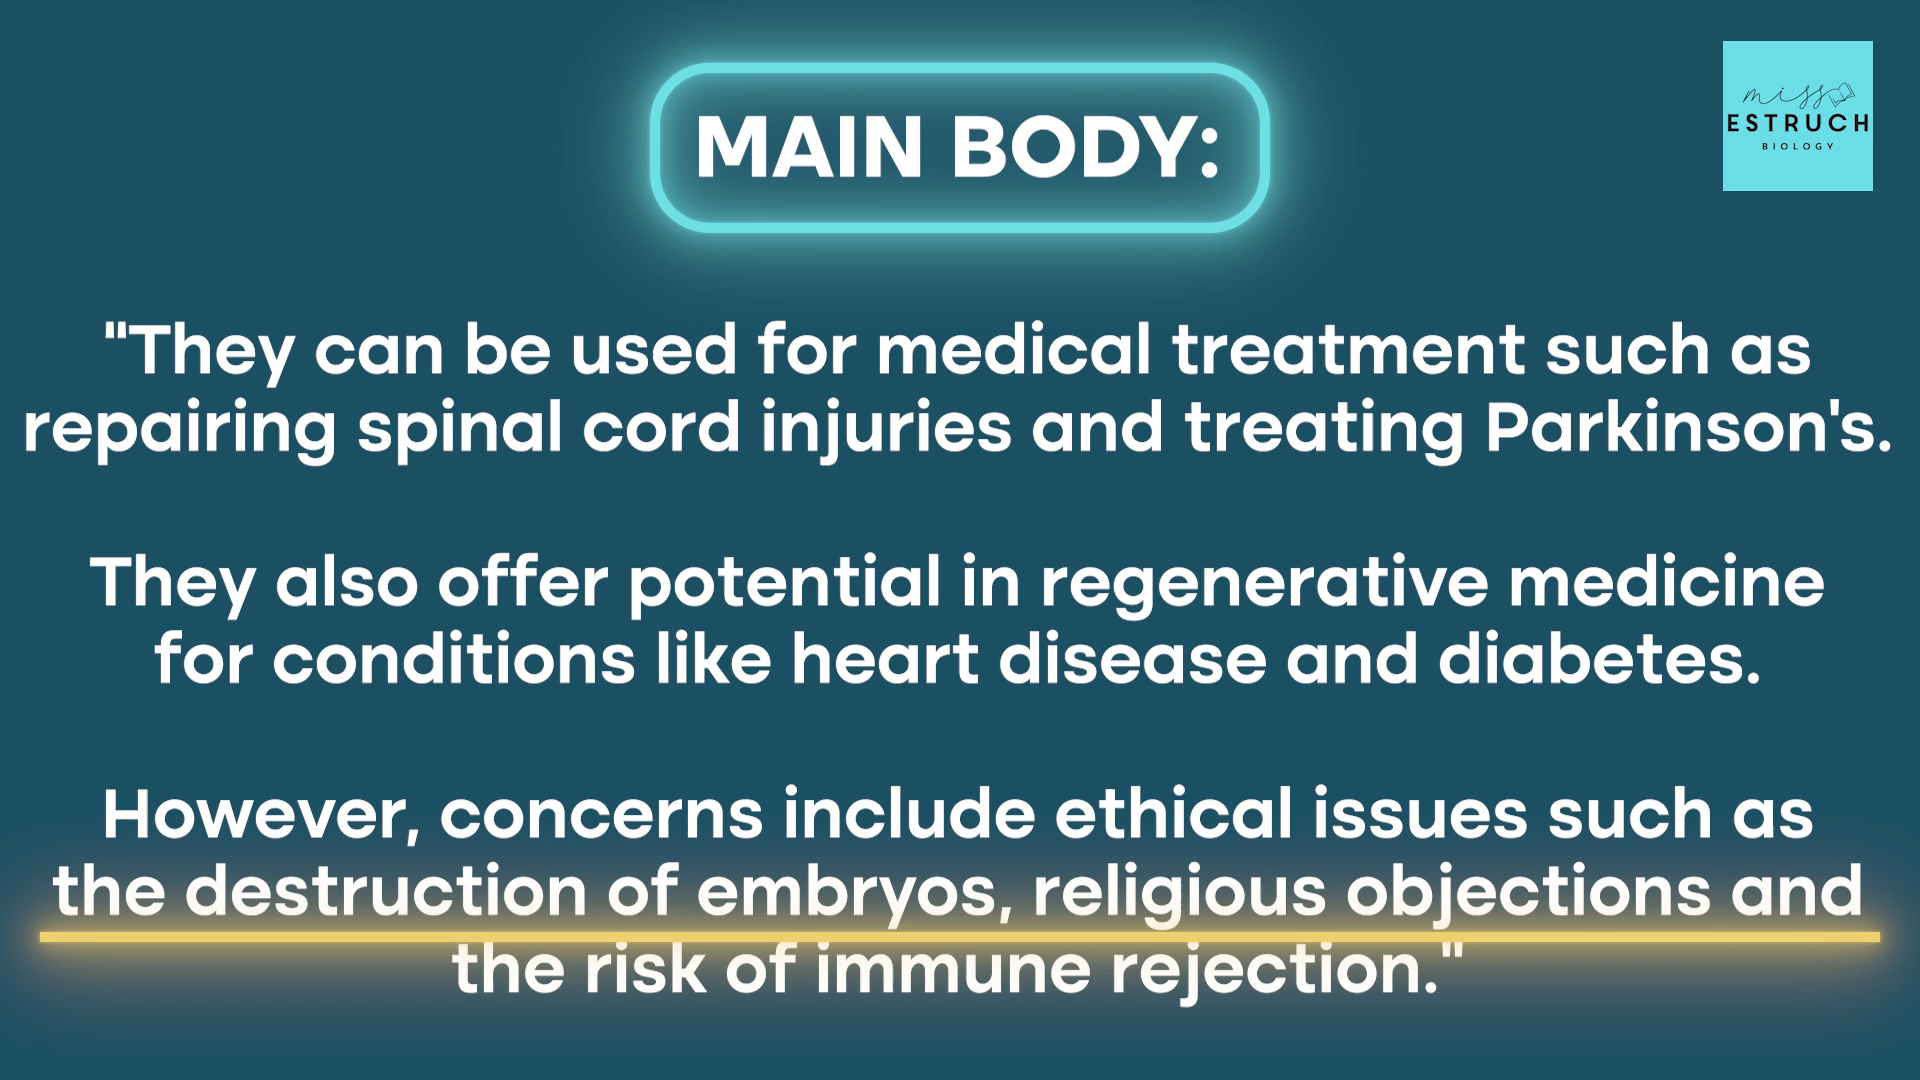 MAIN BODY:
miss
ESTRUCH
BIOLOGY
"They can be used for medical treatment such as
repairing spinal cord injuries and treating Parkinson's.
They also offer potential in regenerative medicine
for conditions like heart disease and diabetes.
However, concerns include ethical issues such as
the destruction of embryos, religious objections and
the risk of immune rejection."